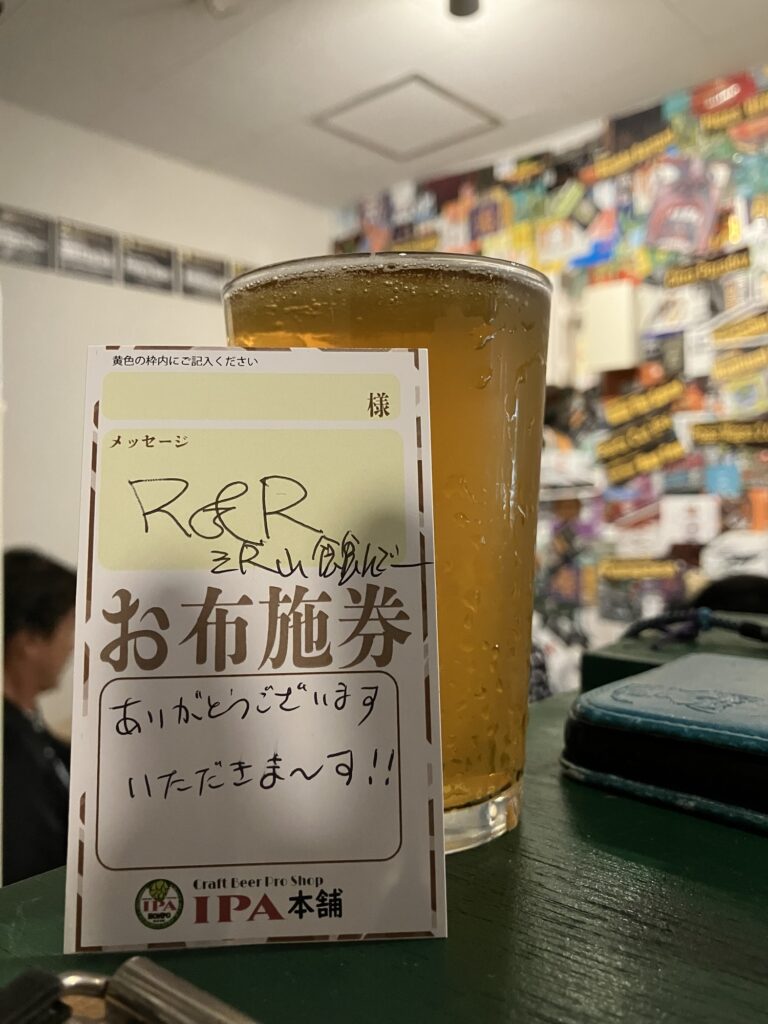 黄色の枠内にご記入ください
様
メッセージ
R&R
お布施券
ありがとうございます
いただきま〜す!!
Craft Beer Pro Shop
IPA
IPA本舗